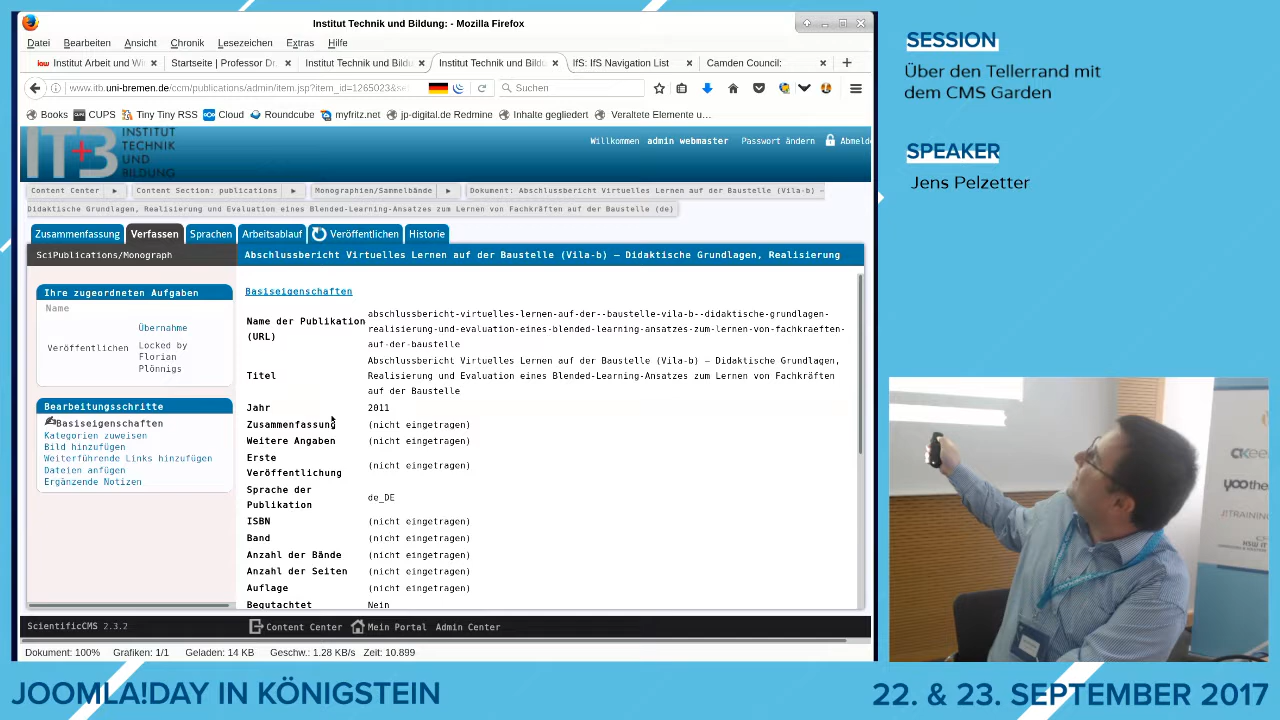 Institut Technik und Bildung: - Mozilla Firefox
Datei Bearbeiten Ansicht Chronik Lesezeichen Extras Hilfe
Institut Arbeit und Wi
Startseite | Professor Dr.
Institut Technik und Bildu
Institut Technik und Bildu
IfS: IfS Navigation List
Camden Council:
www.itb.uni-bremen.de/ccm/publications/admin/item.jsp?item_id=1265023&se
Suchen
Books CUPS Tiny Tiny RSS Cloud Roundcube myfritz.net jp-digital.de Redmine Inhalte gegliedert Veraltete Elemente u…
INSTITUT
TECHNIK
UND
BILDUNG
Willkommen admin webmaster Passwort ändern Abmeld
Content Center Content Section: publications Monographien/Sammelbände Dokument: Abschlussbericht Virtuelles Lernen auf der Baustelle (Vila-b) –
Didaktische Grundlagen, Realisierung und Evaluation eines Blended-Learning-Ansatzes zum Lernen von Fachkräften auf der Baustelle (de)
Zusammenfassung Verfassen Sprachen Arbeitsablauf Veröffentlichen Historie
SciPublications/Monograph
Abschlussbericht Virtuelles Lernen auf der Baustelle (Vila-b) – Didaktische Grundlagen, Realisierung
Ihre zugeordneten Aufgaben
Name
Veröffentlichen
Übernahme
Locked by
Florian
Plönnigs
Bearbeitungsschritte
Basiseigenschaften
Kategorien zuweisen
Bild hinzufügen
Weiterführende Links hinzufügen
Dateien anfügen
Ergänzende Notizen
Basiseigenschaften
Name der Publikation
(URL)
abschlussbericht-virtuelles-lernen-auf-der--baustelle-vila-b--didaktische-grundlagen-
realisierung-und-evaluation-eines-blended-learning-ansatzes-zum-lernen-von-fachkraeften-
auf-der-baustelle
Titel
Abschlussbericht Virtuelles Lernen auf der Baustelle (Vila-b) – Didaktische Grundlagen,
Realisierung und Evaluation eines Blended-Learning-Ansatzes zum Lernen von Fachkräften
auf der Baustelle
Jahr 2011
Zusammenfassung (nicht eingetragen)
Weitere Angaben (nicht eingetragen)
Erste
Veröffentlichung (nicht eingetragen)
Sprache der
Publikation de_DE
ISBN (nicht eingetragen)
Band (nicht eingetragen)
Anzahl der Bände (nicht eingetragen)
Anzahl der Seiten (nicht eingetragen)
Auflage (nicht eingetragen)
Begutachtet Nein
ScientificCMS 2.3.2 Content Center Mein Portal Admin Center
Dokument: 100% Grafiken: 1/1 Geladen: 14 KB Geschw.: 1.28 KB/s Zeit: 10.899
SESSION
Über den Tellerrand mit
dem CMS Garden
SPEAKER
Jens Pelzetter
JOOMLA!DAY IN KÖNIGSTEIN
22. & 23. SEPTEMBER 2017